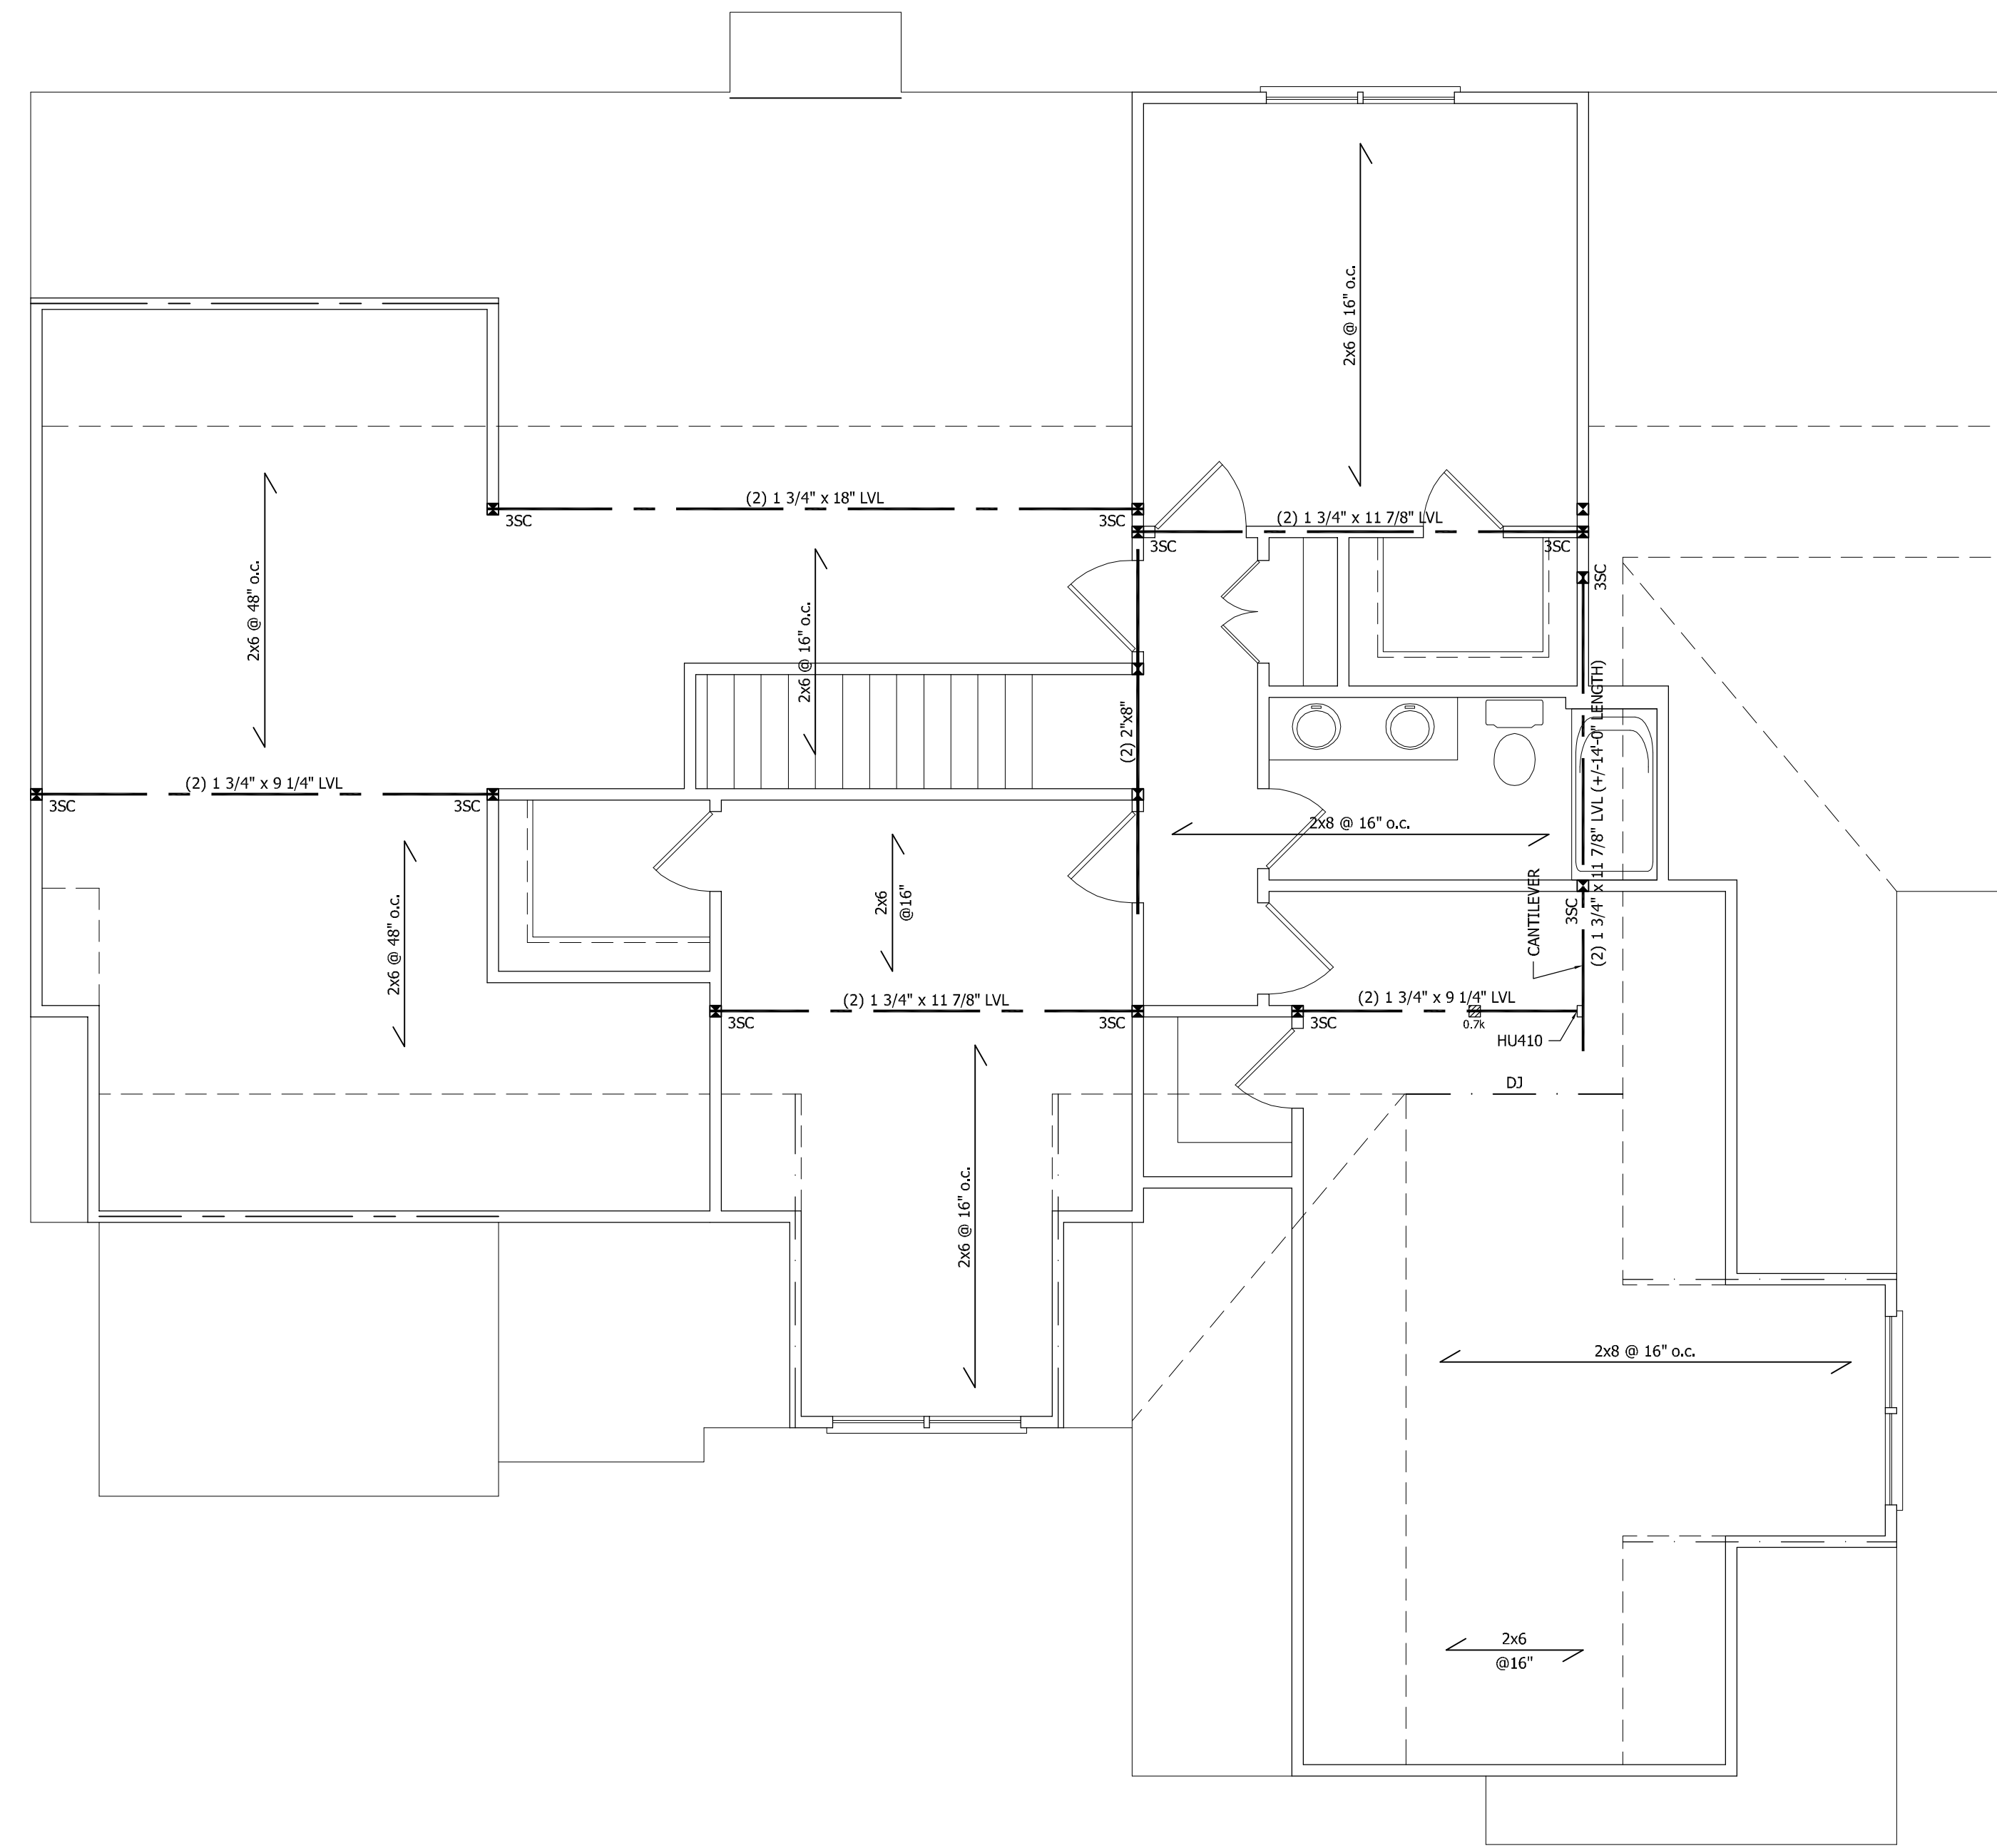 2x6 @ 16" o.c.
(2) 1 3/4" x 18" LVL
3SC
3SC
(2) 1 3/4" x 11 7/8" LVL
3SC
3SC
3SC
2x6 @ 48" o.c.
2x6 @ 16" o.c.
(2) 2"x8"
(2) 1 3/4" x 11 7/8" LVL (+/-14'-0" LENGTH)
(2) 1 3/4" x 9 1/4" LVL
3SC
3SC
2x8 @ 16" o.c.
2x6
@16"
CANTILEVER
3SC
2x6 @ 48" o.c.
(2) 1 3/4" x 11 7/8" LVL
3SC
3SC
(2) 1 3/4" x 9 1/4" LVL
3SC
0.7k
HU410
DJ
2x6 @ 16" o.c.
2x8 @ 16" o.c.
2x6
@16"